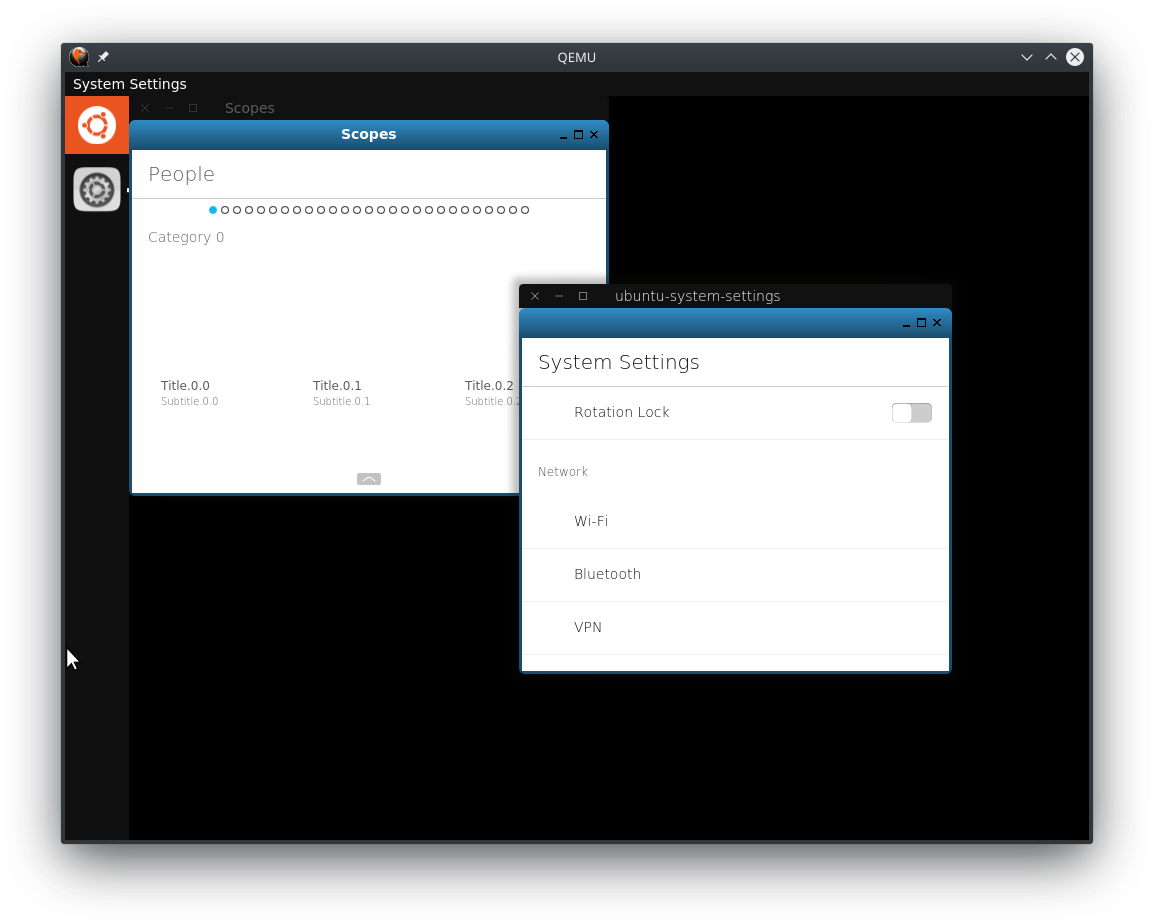 QEMU
System Settings
Scopes
Scopes
People
Category 0
Title.0.0
Title.0.1
Title.0.2
Subtitle.0.0
Subtitle.0.1
Subtitle.0.2
ubuntu-system-settings
System Settings
Rotation Lock
Network
Wi-Fi
Bluetooth
VPN